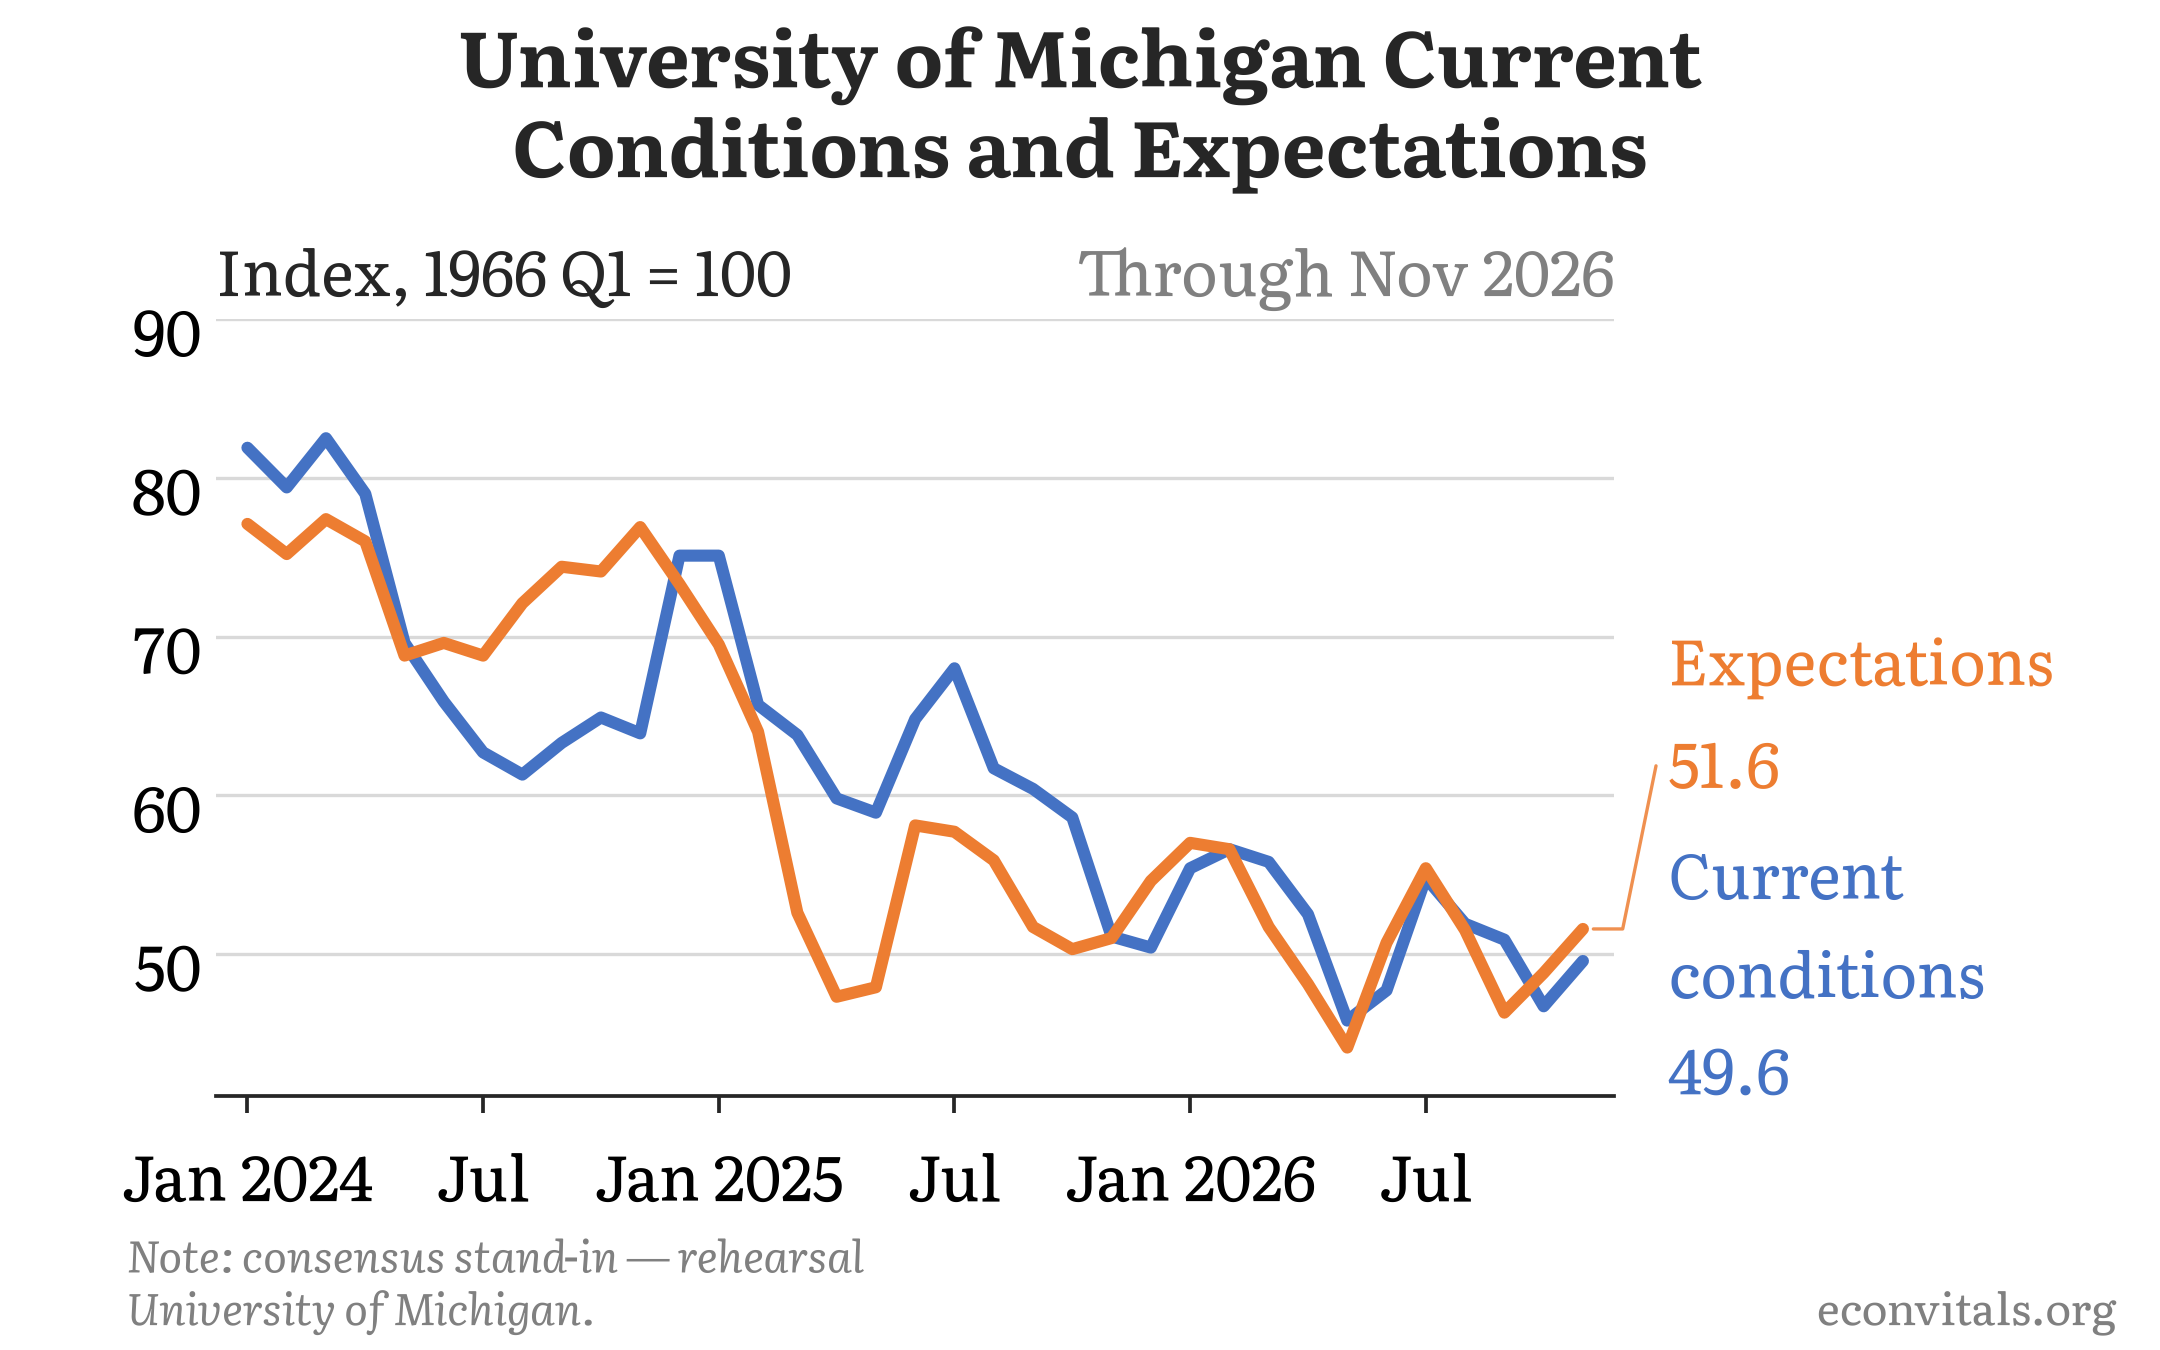 University of Michigan Current
Conditions and Expectations
Index, 1966 Q1 = 100
Through Nov 2026
90
80
70
60
50
Expectations
51.6
Current
conditions
49.6
Jan 2024
Jul
Jan 2025
Jul
Jan 2026
Jul
Note: consensus stand-in — rehearsal
University of Michigan.
econvitals.org